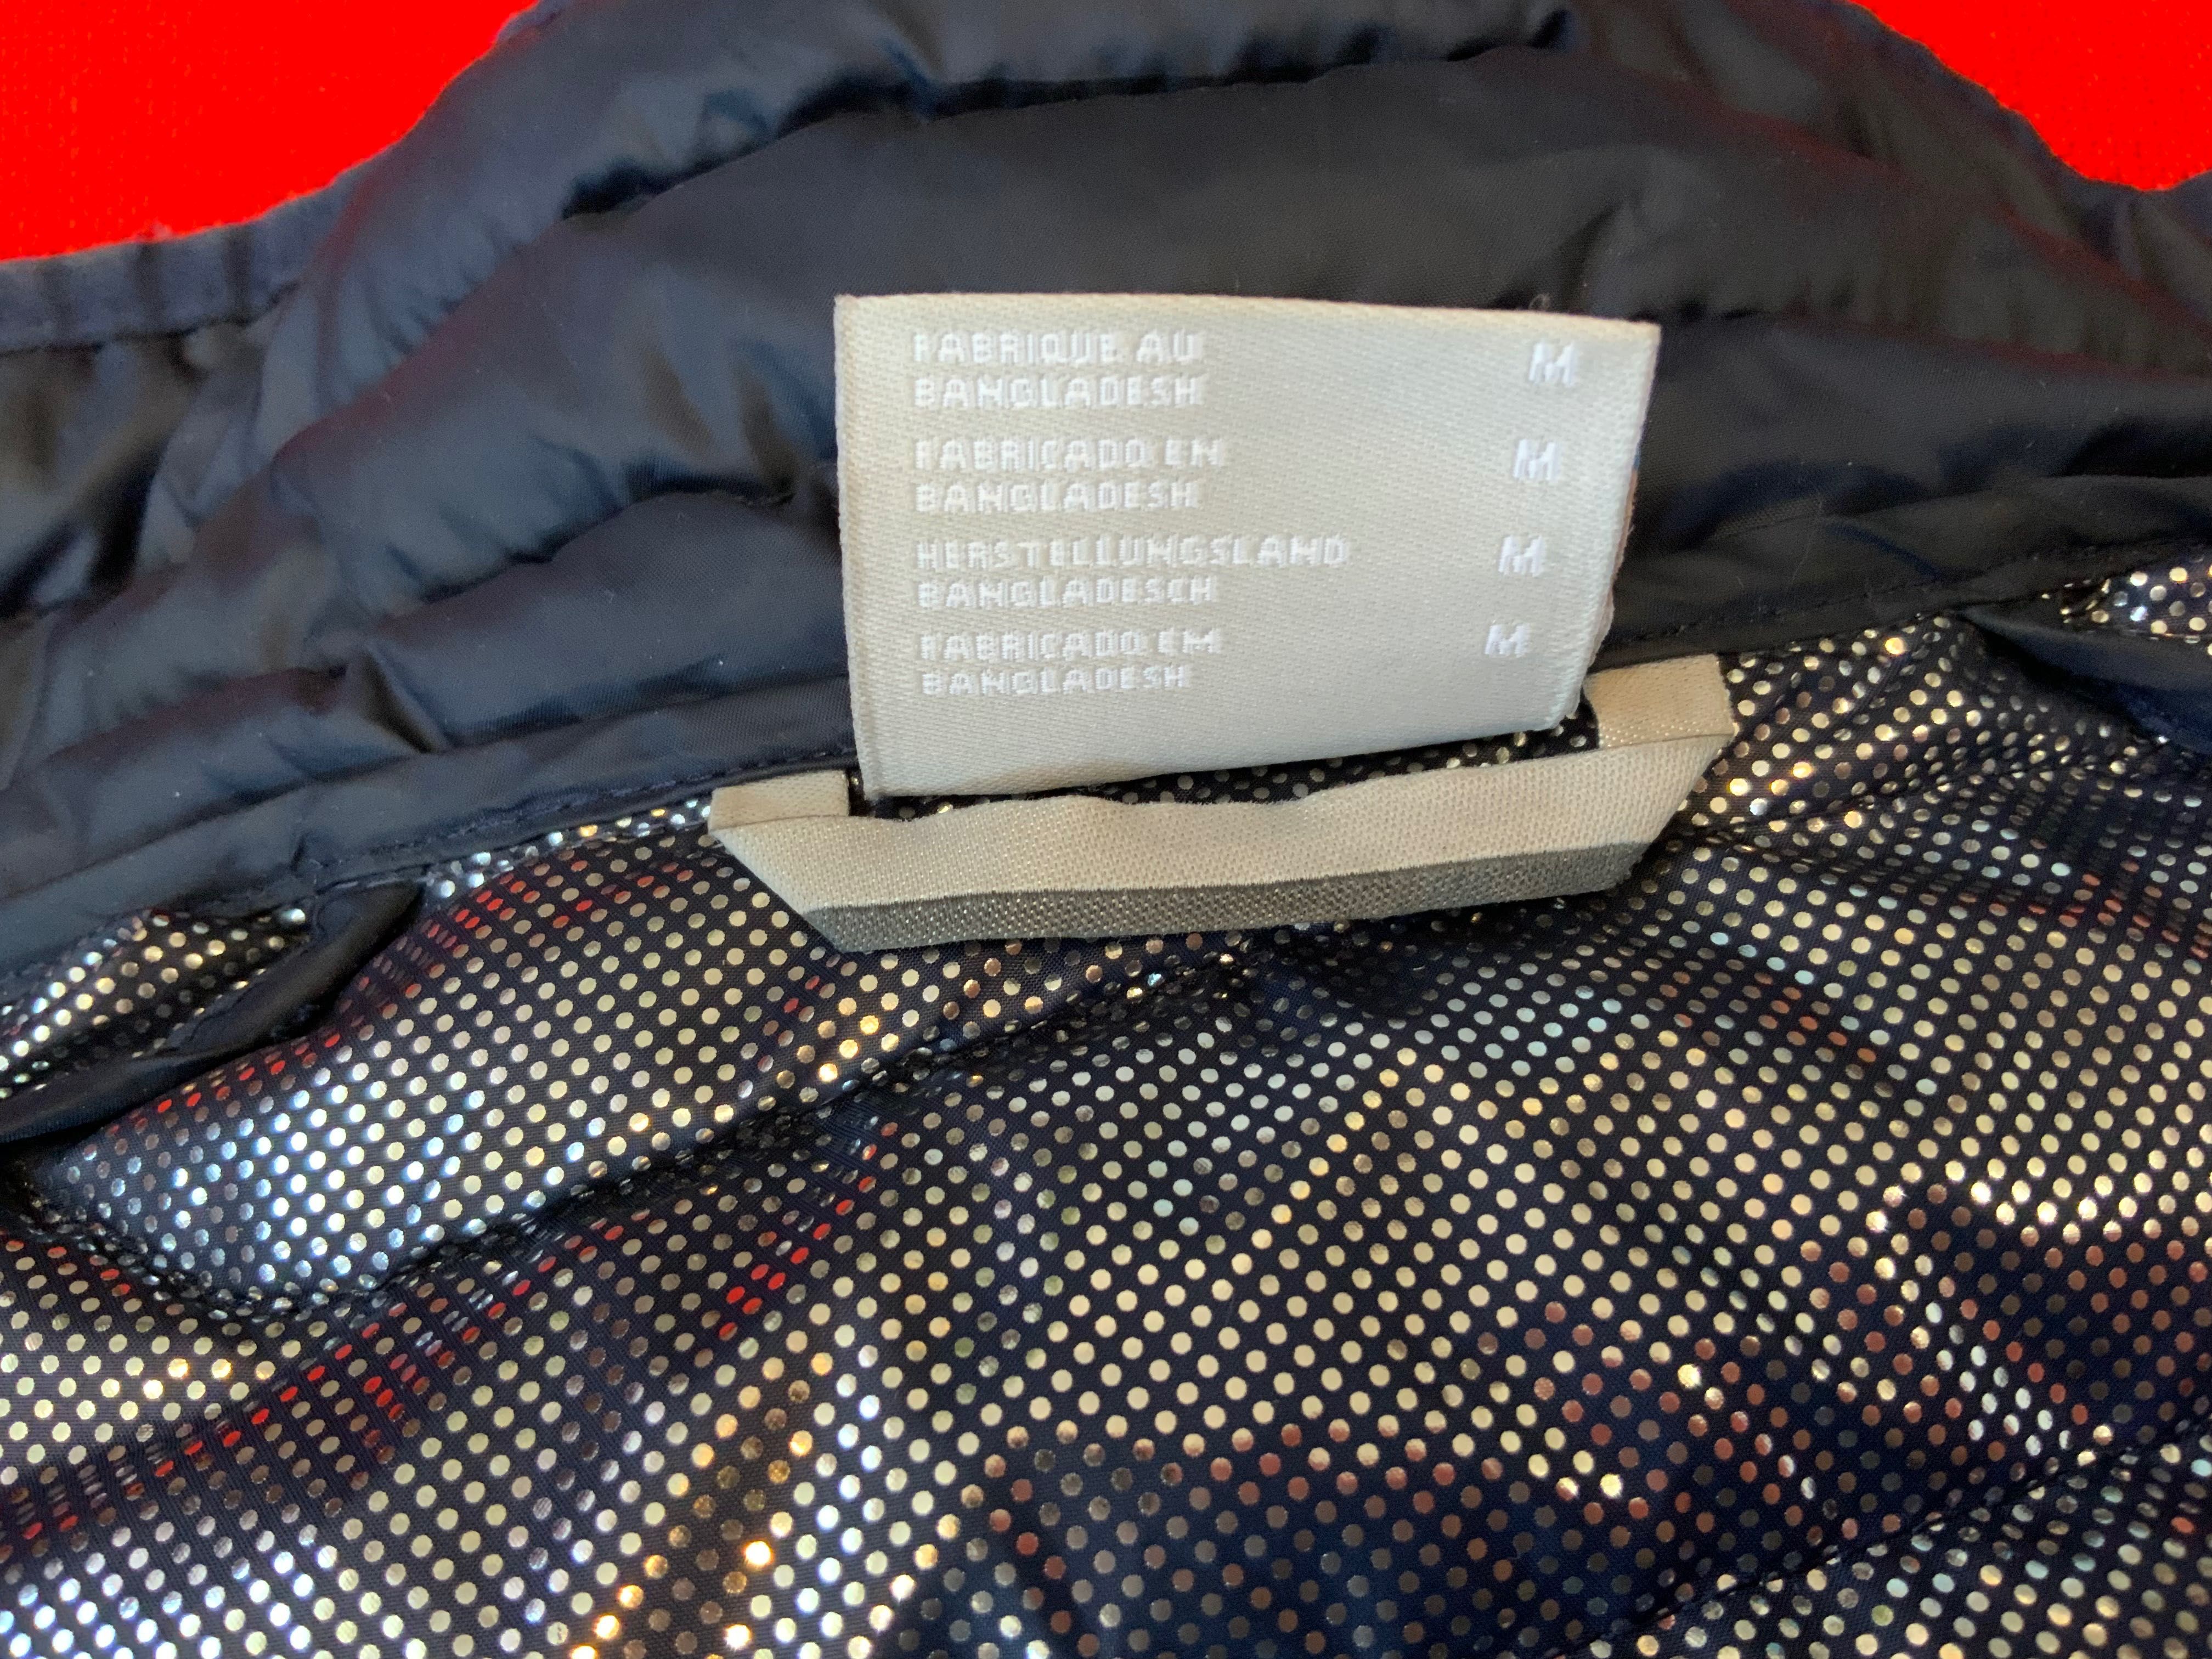 FABRIQUE AU M
BANGLADESH
FABRICADO EN M
BANGLADESH
HERSTELLUNGSLAND M
BANGLADESCH
FABRICADO EM M
BANGLADESH